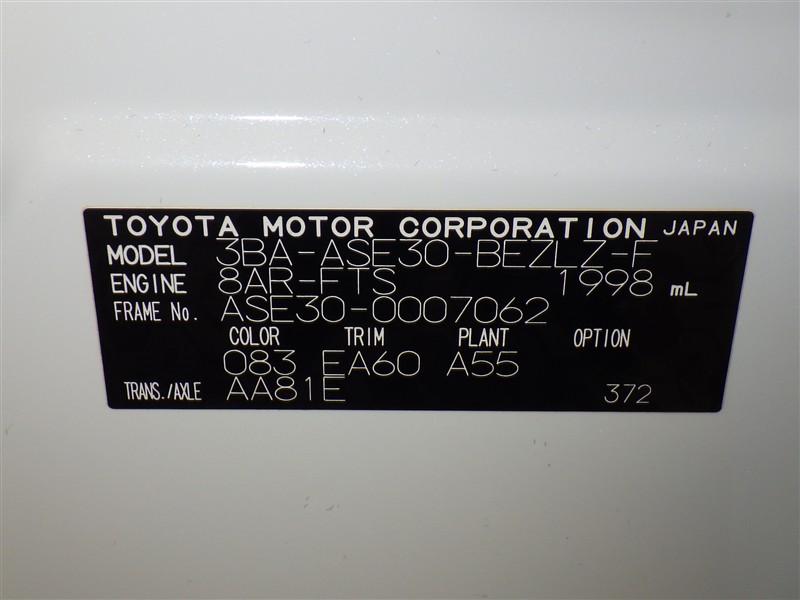 TOYOTA MOTOR CORPORATION JAPAN
MODEL 3BA-ASE30-BEZLZ-F
ENGINE 8AR-FTS 1998 mL
FRAME No. ASE30-0007062
COLOR TRIM PLANT OPTION
083 EA60 A55
TRANS./AXLE AA81E 372